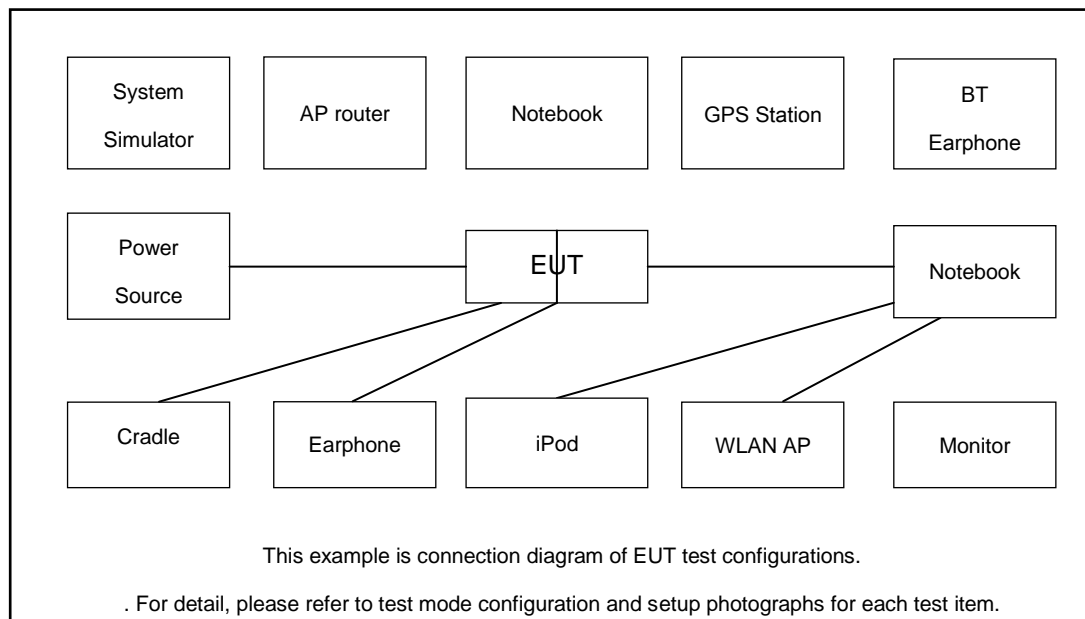 System
Simulator
AP router
Notebook
GPS Station
BT
Earphone
Power
Source
EUT
Notebook
Cradle
Earphone
iPod
WLAN AP
Monitor
This example is connection diagram of EUT test configurations.
. For detail, please refer to test mode configuration and setup photographs for each test item.